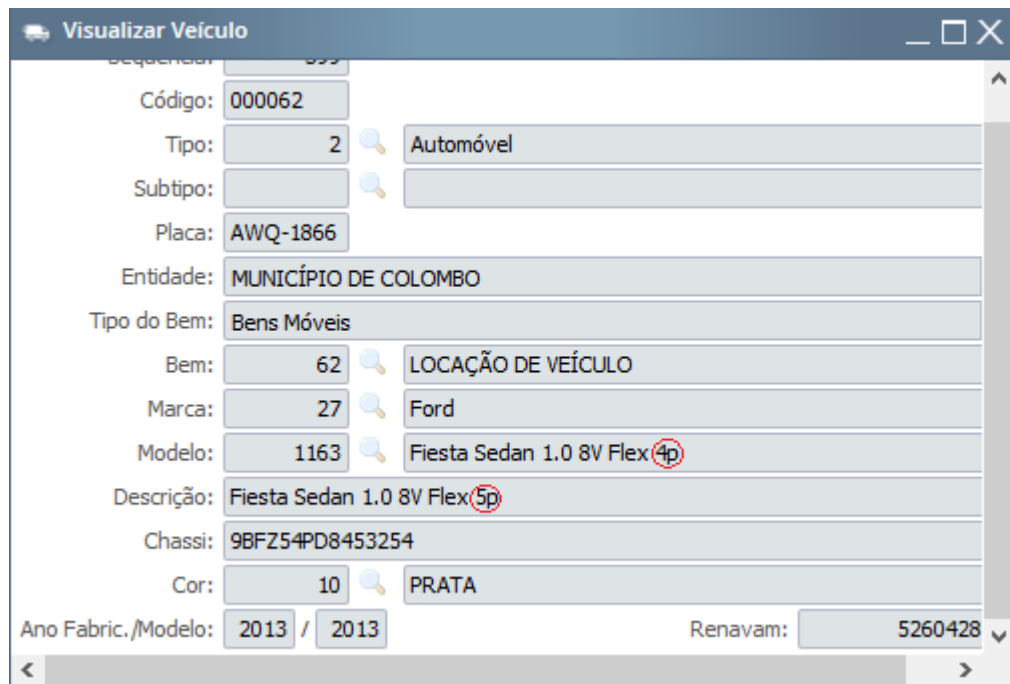 Visualizar Veículo
Código: 000062
Tipo: 2 Automóvel
Subtipo:
Placa: AWQ-1866
Entidade: MUNICÍPIO DE COLOMBO
Tipo do Bem: Bens Móveis
Bem: 62 LOCAÇÃO DE VEÍCULO
Marca: 27 Ford
Modelo: 1163 Fiesta Sedan 1.0 8V Flex 4p
Descrição: Fiesta Sedan 1.0 8V Flex 5p
Chassi: 9BFZ54PD8453254
Cor: 10 PRATA
Ano Fabric./Modelo: 2013 / 2013 Renavam: 5260428